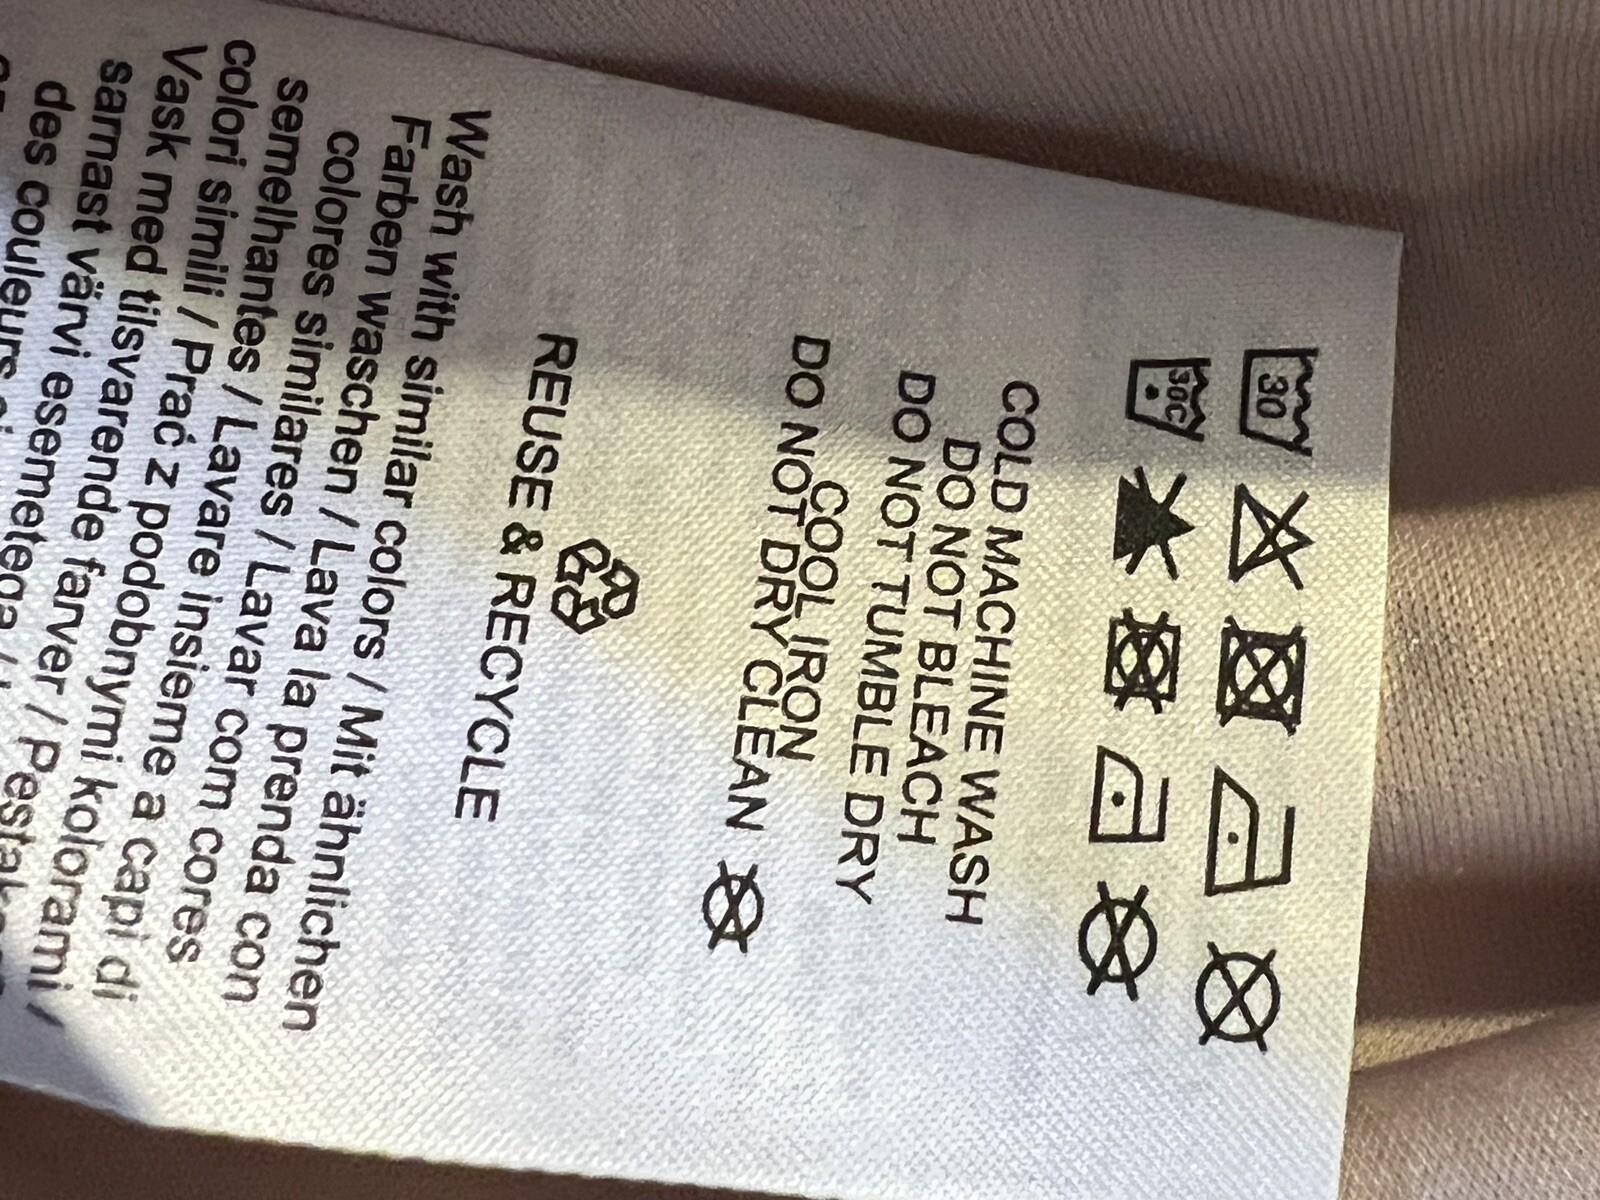 30
30C
COLD MACHINE WASH
DO NOT BLEACH
DO NOT TUMBLE DRY
COOL IRON
DO NOT DRY CLEAN
REUSE & RECYCLE
Wash with similar colors / Mit ähnlichen
Farben waschen / Lava la prenda con
colores similares / Lavar com cores
semelhantes / Lavare insieme a capi di
colori simili / Prać z podobnymi kolorami /
Vask med tilsvarende farver / Pestakse
samast värvi esemetega /
des couleurs